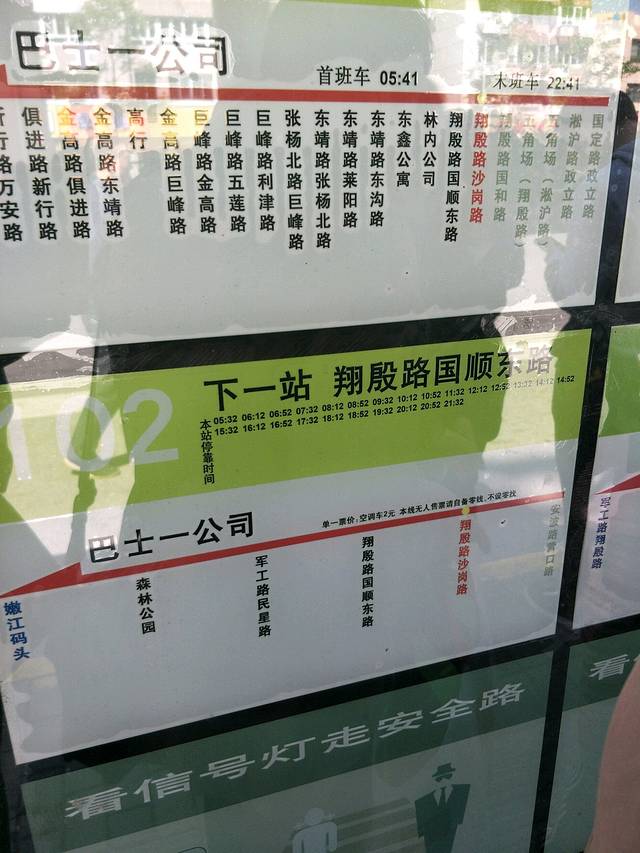 巴士一公司
首班车 05:41 末班车 22:41
行路万安路
俱进路新行路
金高路俱进路
金高路东靖路
高行
金高路巨峰路
巨峰路金高路
巨峰路五莲路
巨峰路利津路
张杨北路巨峰路
东靖路张杨北路
东靖路莱阳路
东靖路东沟路
东鑫公寓
林内公司
翔殷路国顺东路
翔殷路沙岗路
翔殷路国和路
五角场(翔殷路)
五角场(淞沪路)
淞沪路政立路
国定路政立路
102
下一站 翔殷路国顺东路
本站停靠时间
05:32 06:12 06:52 07:32 08:12 08:52 09:32 10:12 10:52 11:32 12:12 12:52 13:32 14:12 14:52
15:32 16:12 16:52 17:32 18:12 18:52 19:32 20:12 20:52 21:32
巴士一公司
单一票价,空调车2元 本线无人售票请自备零钱,不设零找
嫩江码头
森林公园
军工路民星路
翔殷路国顺东路
翔殷路沙岗路
安波路营口路
军工路翔殷路
看信号灯走安全路
看